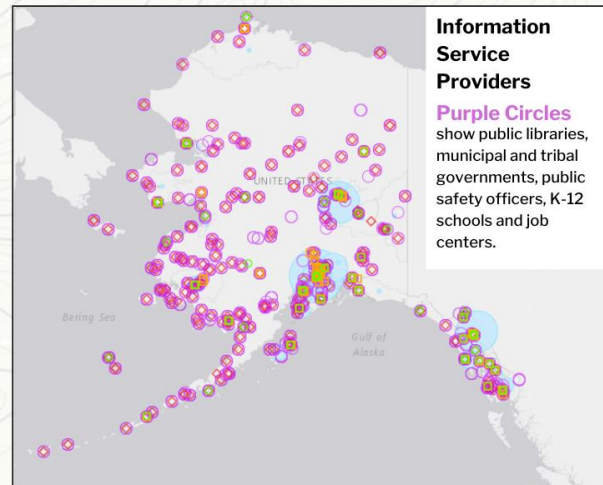 Information
Service
Providers
Purple Circles
show public libraries,
municipal and tribal
governments, public
safety officers, K-12
schools and job
centers.
UNITED STATES
Bering Sea
Gulf of
Alaska